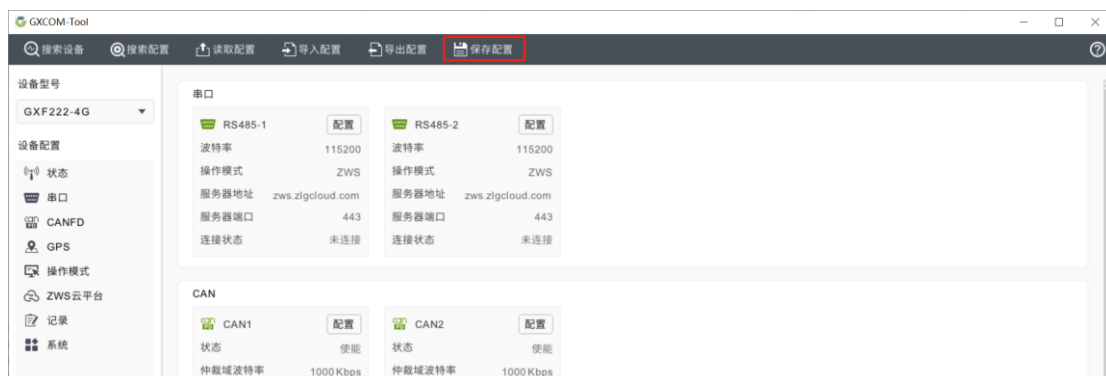 GXCOM-Tool
搜索设备 搜索配置 读取配置 导入配置 导出配置 保存配置
设备型号
GXF222-4G
设备配置
状态
串口
CANFD
GPS
操作模式
ZWS云平台
记录
系统
串口
RS485-1 配置
波特率 115200
操作模式 ZWS
服务器地址 zws.zlgcloud.com
服务器端口 443
连接状态 未连接
RS485-2 配置
波特率 115200
操作模式 ZWS
服务器地址 zws.zlgcloud.com
服务器端口 443
连接状态 未连接
CAN
CAN1 配置
状态 使能
仲裁域波特率 1000 Kbps
CAN2 配置
状态 使能
仲裁域波特率 1000 Kbps